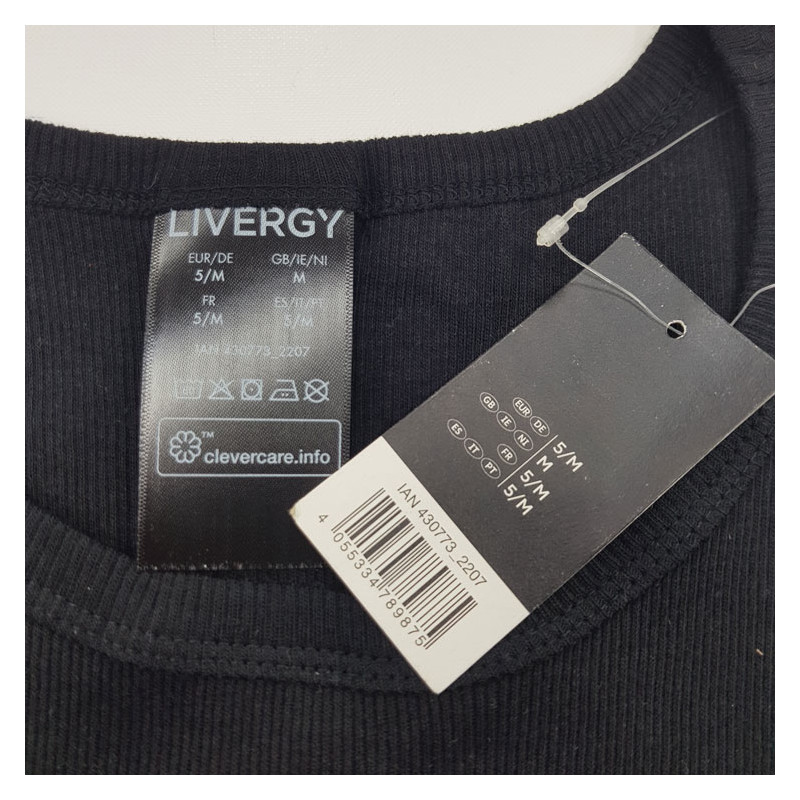 LIVERGY
EUR/DE GB/IE/NI
5/M M
FR ES/IT/PT
5/M 5/M
IAN 430773_2207
™
clevercare.info
EUR DE 5/M
GB IE NI M
FR 5/M
ES IT PT 5/M
IAN 430773_2207
4 055334 789875